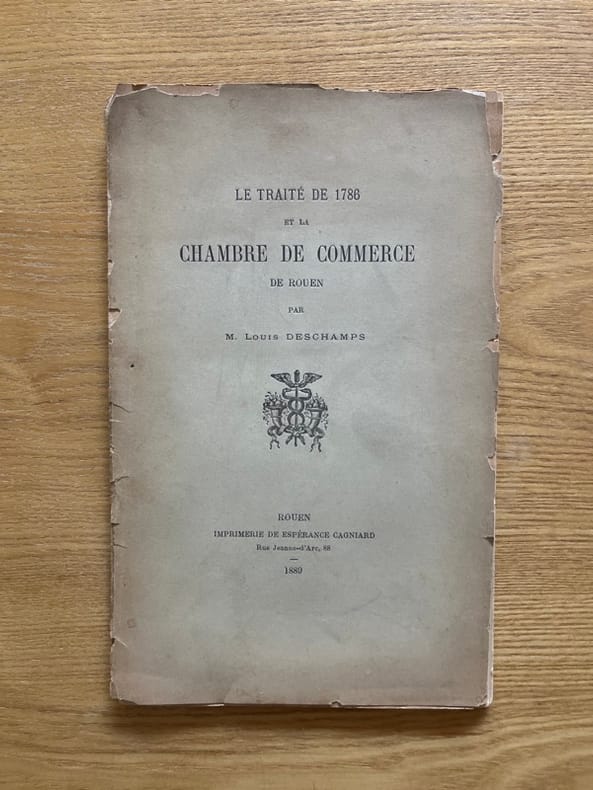 LE TRAITÉ DE 1786
ET LA
CHAMBRE DE COMMERCE
DE ROUEN
PAR
M. Louis DESCHAMPS
ROUEN
IMPRIMERIE DE ESPÉRANCE CAGNIARD
Rue Jeanne-d'Arc, 88
1889